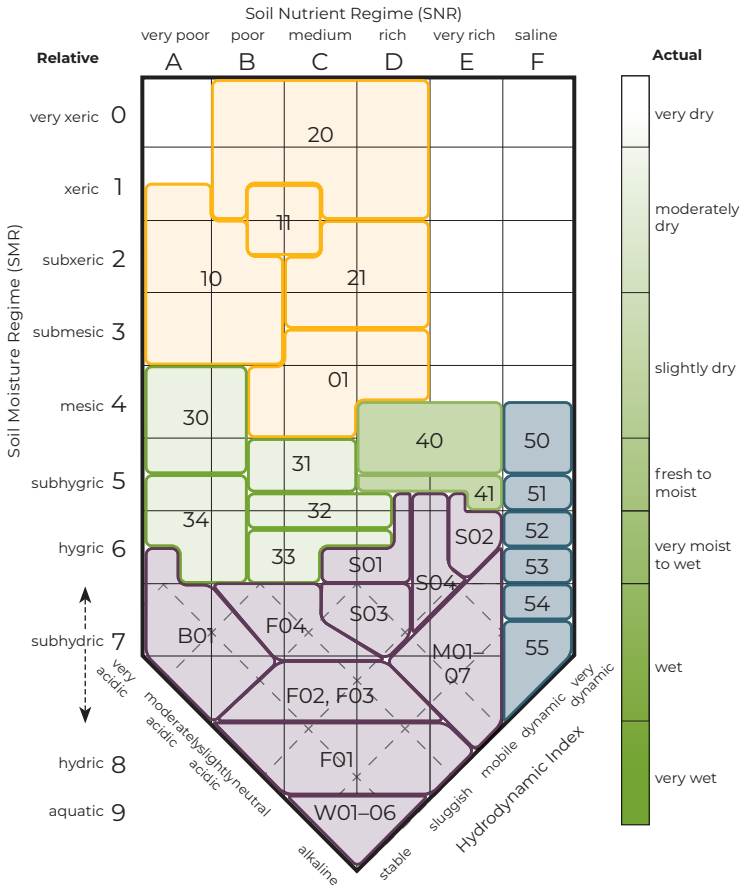 Soil Nutrient Regime (SNR)
very poor poor medium rich very rich saline
Relative A B C D E F Actual
very xeric 0
xeric 1
subxeric 2
submesic 3
mesic 4
subhygric 5
hygric 6
subhydric 7
hydric 8
aquatic 9
Soil Moisture Regime (SMR)
20
11
10
21
01
30
40
50
31
41
51
34
32
S02
52
33
S01
53
S04
54
B01
F04
S03
M01–
07
55
F02, F03
F01
W01–06
very
acidic
moderately
acidic
slightly
acidic
neutral
alkaline
stable
sluggish
mobile
dynamic
very
dynamic
Hydrodynamic Index
very dry
moderately
dry
slightly dry
fresh to
moist
very moist
to wet
wet
very wet